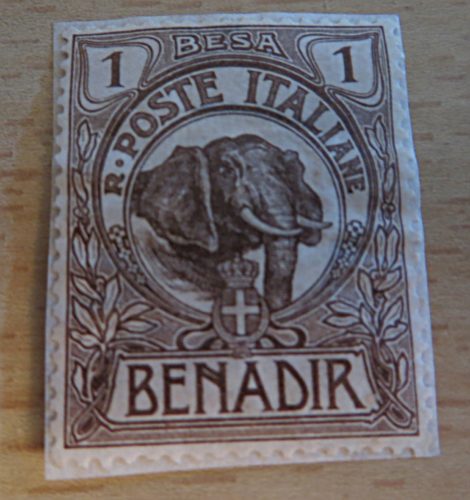 1 BESA 1
R. POSTE ITALIANE
BENADIR